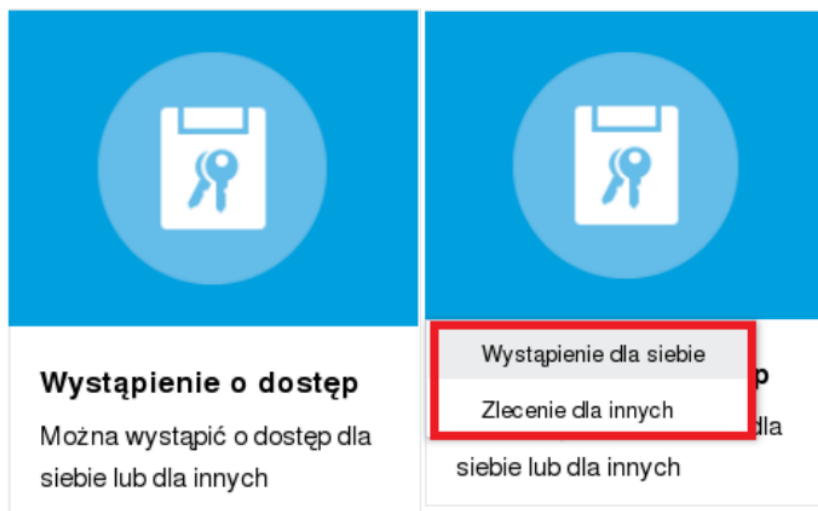 Wystąpienie o dostęp
Można wystąpić o dostęp dla
siebie lub dla innych
Wystąpienie dla siebie
p
Zlecenie dla innych
dla
siebie lub dla innych